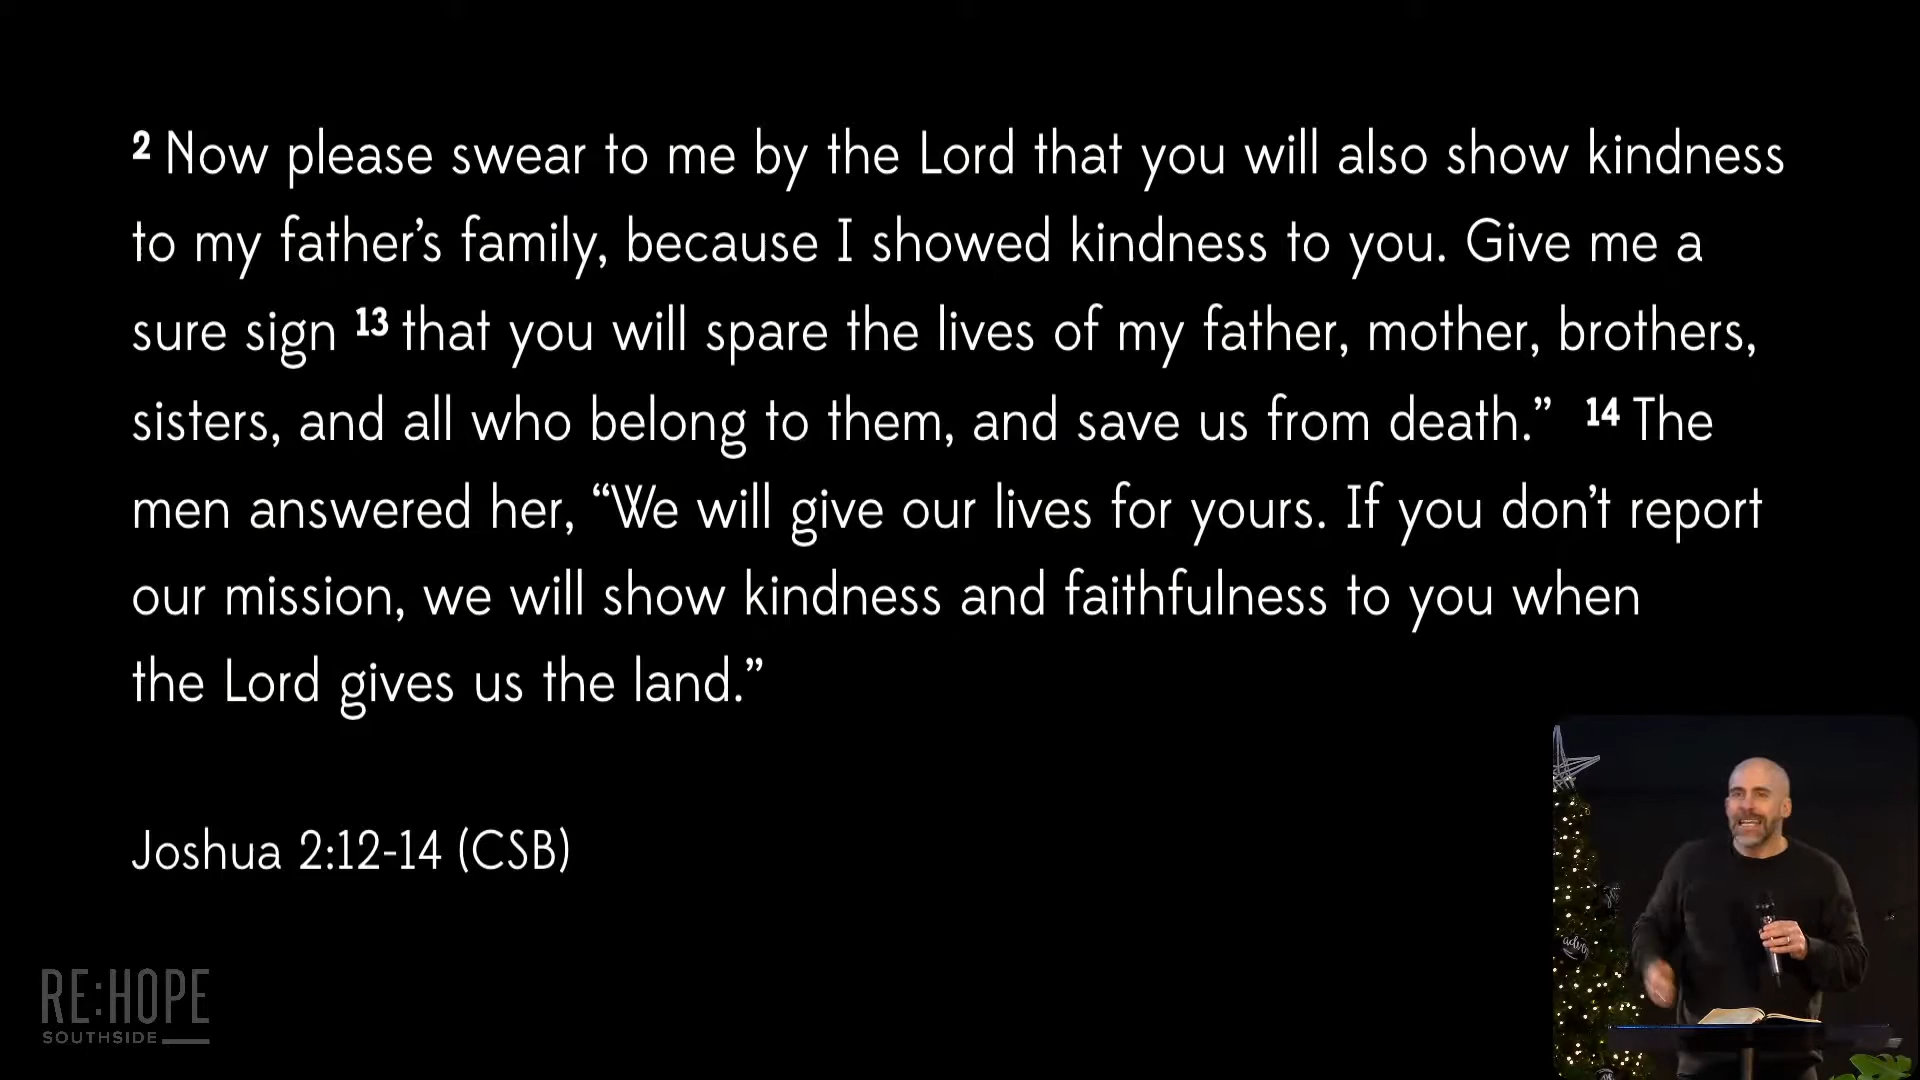 2 Now please swear to me by the Lord that you will also show kindness
to my father’s family, because I showed kindness to you. Give me a
sure sign 13 that you will spare the lives of my father, mother, brothers,
sisters, and all who belong to them, and save us from death.” 14 The
men answered her, “We will give our lives for yours. If you don’t report
our mission, we will show kindness and faithfulness to you when
the Lord gives us the land.”
Joshua 2:12-14 (CSB)
RE:HOPE
SOUTHSIDE